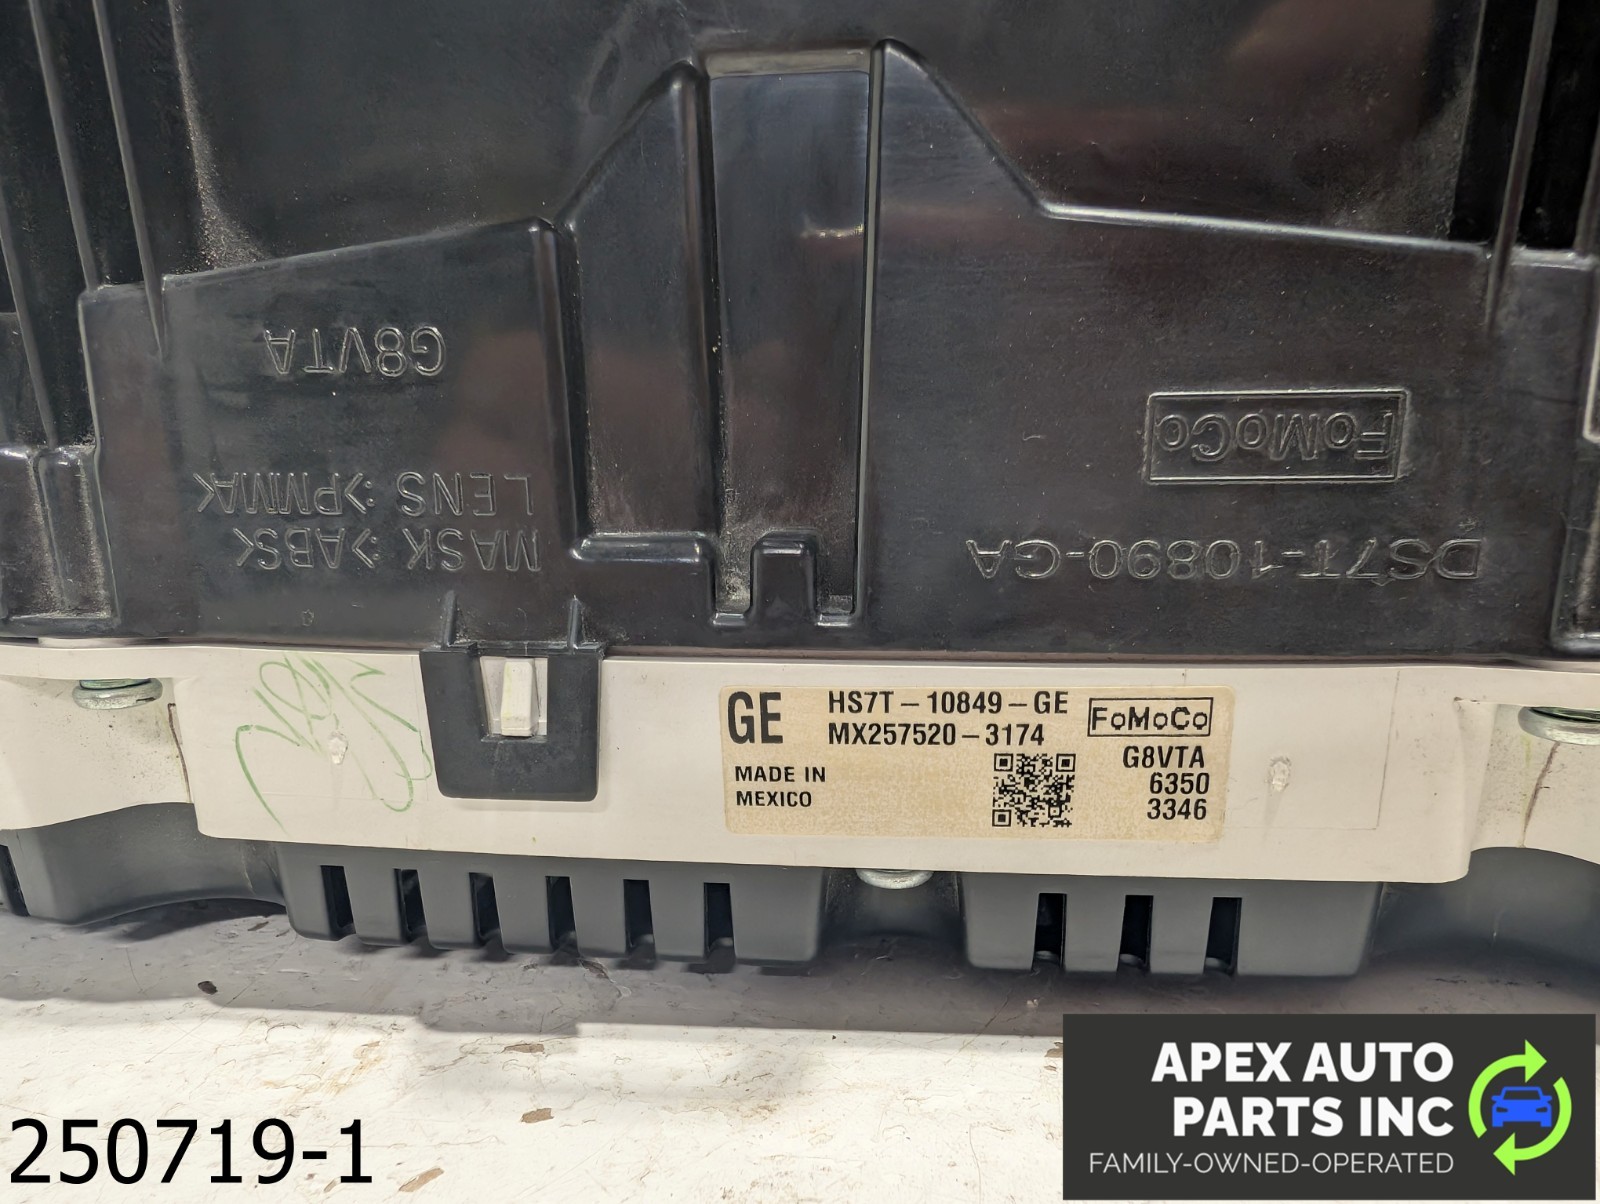 G8VTA
FoMoCo
LENS :>PMMA<
MASK :>ABS<
DS7T-10890-GA
GE
HS7T-10849-GE
MX257520-3174
FoMoCo
MADE IN
MEXICO
G8VTA
6350
3346
250719-1
APEX AUTO
PARTS INC
FAMILY-OWNED-OPERATED